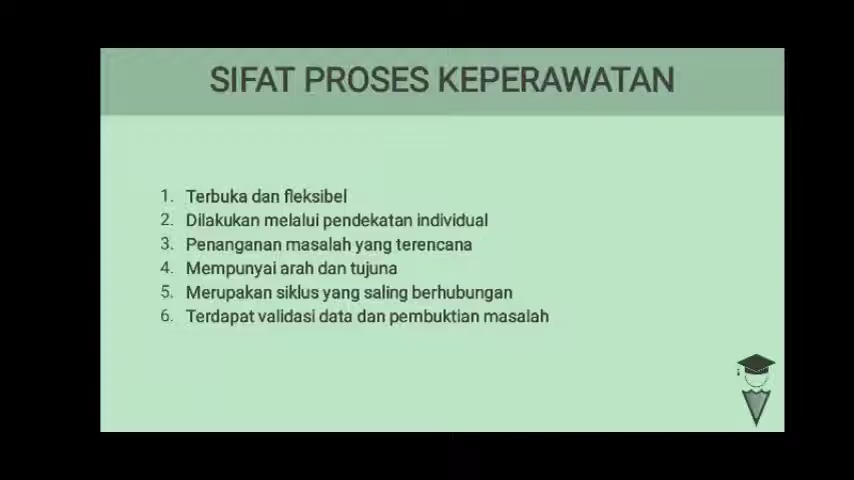 SIFAT PROSES KEPERAWATAN
1. Terbuka dan fleksibel
2. Dilakukan melalui pendekatan individual
3. Penanganan masalah yang terencana
4. Mempunyai arah dan tujuna
5. Merupakan siklus yang saling berhubungan
6. Terdapat validasi data dan pembuktian masalah